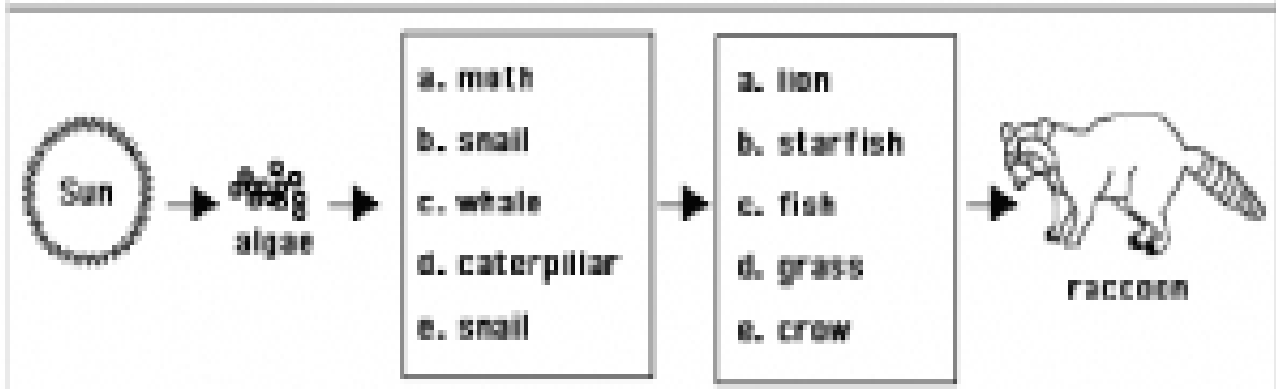 Sun
algae
a. moth
b. snail
c. whale
d. caterpillar
e. snail
a. lion
b. starfish
c. fish
d. grass
e. crow
raccoon